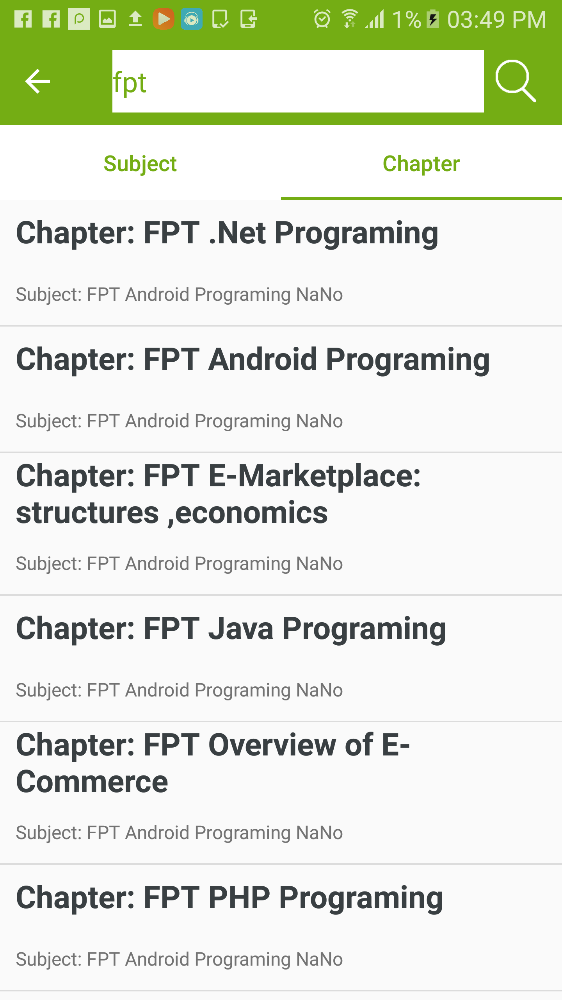 1% 03:49 PM
fpt
Subject Chapter
Chapter: FPT .Net Programing
Subject: FPT Android Programing NaNo
Chapter: FPT Android Programing
Subject: FPT Android Programing NaNo
Chapter: FPT E-Marketplace:
structures ,economics
Subject: FPT Android Programing NaNo
Chapter: FPT Java Programing
Subject: FPT Android Programing NaNo
Chapter: FPT Overview of E-
Commerce
Subject: FPT Android Programing NaNo
Chapter: FPT PHP Programing
Subject: FPT Android Programing NaNo